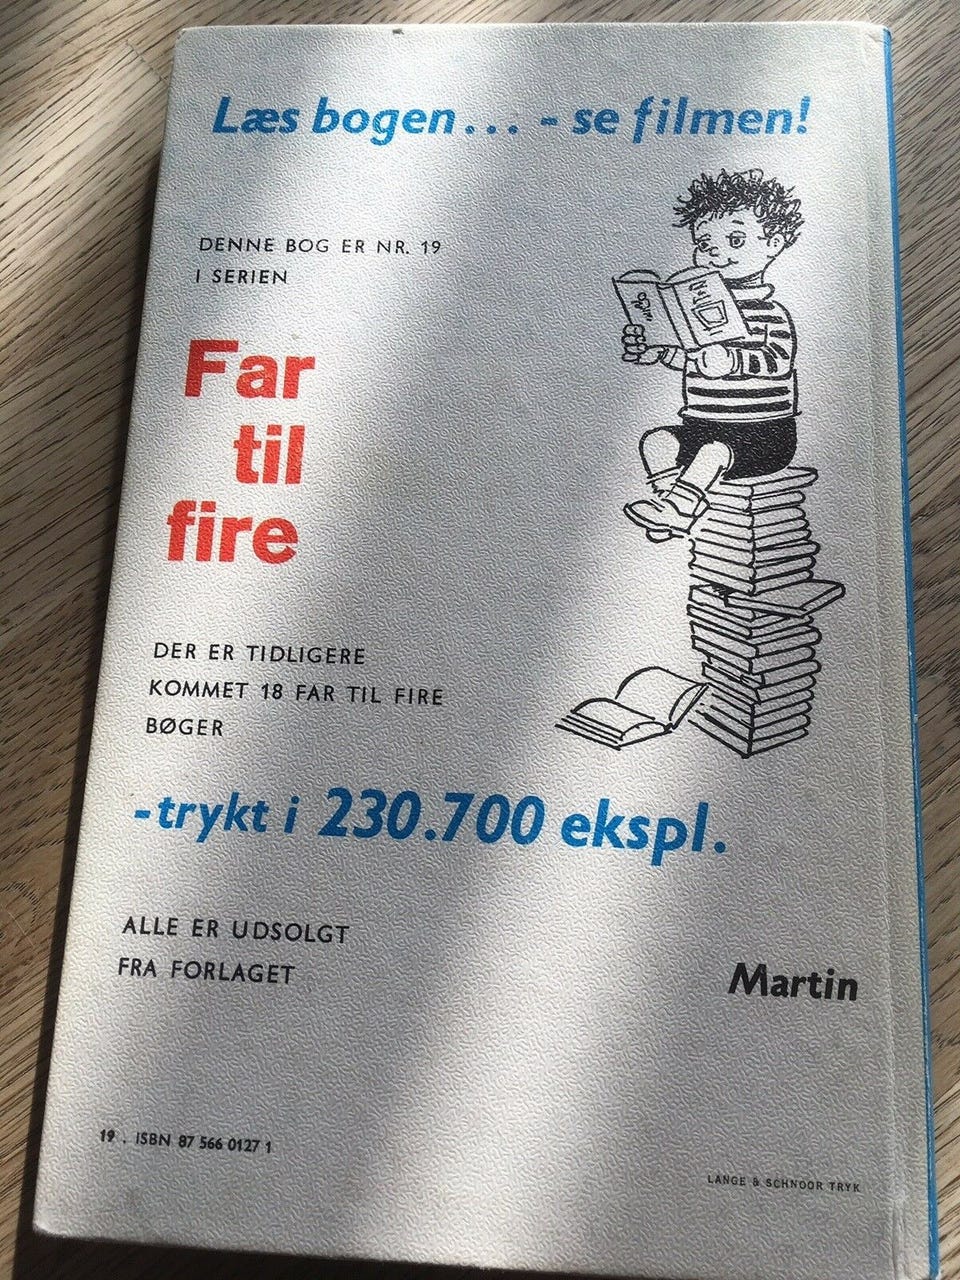 Læs bogen... - se filmen!
DENNE BOG ER NR. 19
I SERIEN
Far
til
fire
DER ER TIDLIGERE
KOMMET 18 FAR TIL FIRE
BØGER
-trykt i 230.700 ekspl.
ALLE ER UDSOLGT
FRA FORLAGET
Martin
19 . ISBN 87 566 0127 1
LANGE & SCHNOOR TRYK